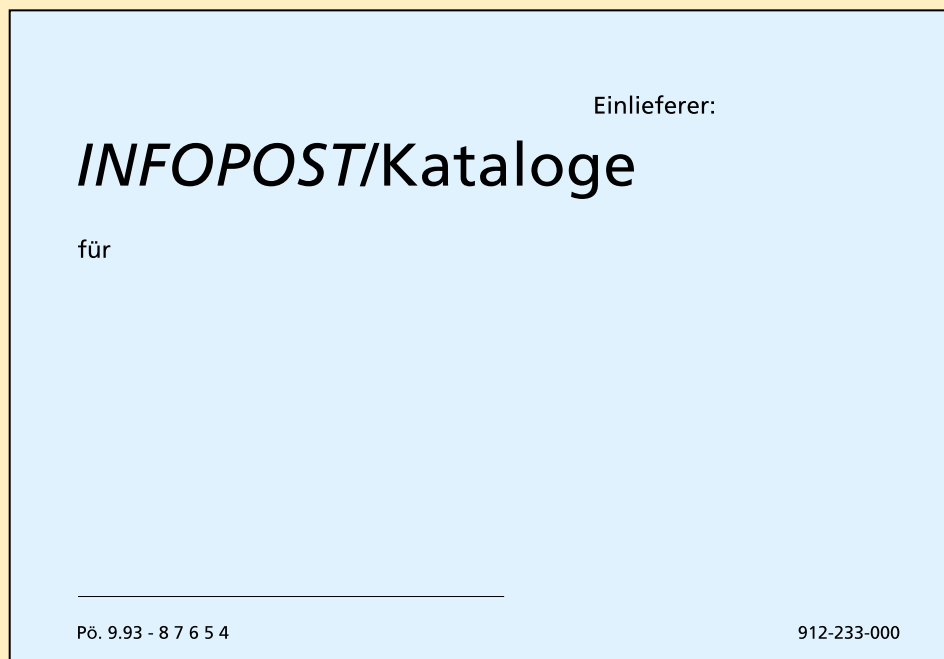 Einlieferer:
INFOPOST/Kataloge
für
Pö. 9.93 - 8 7 6 5 4
912-233-000